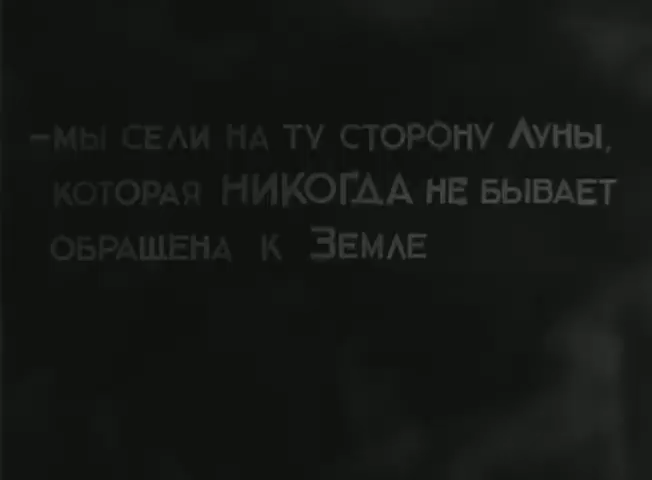 –МЫ СЕЛИ НА ТУ СТОРОНУ ЛУНЫ,
КОТОРАЯ НИКОГДА НЕ БЫВАЕТ
ОБРАЩЕНА К ЗЕМЛЕ